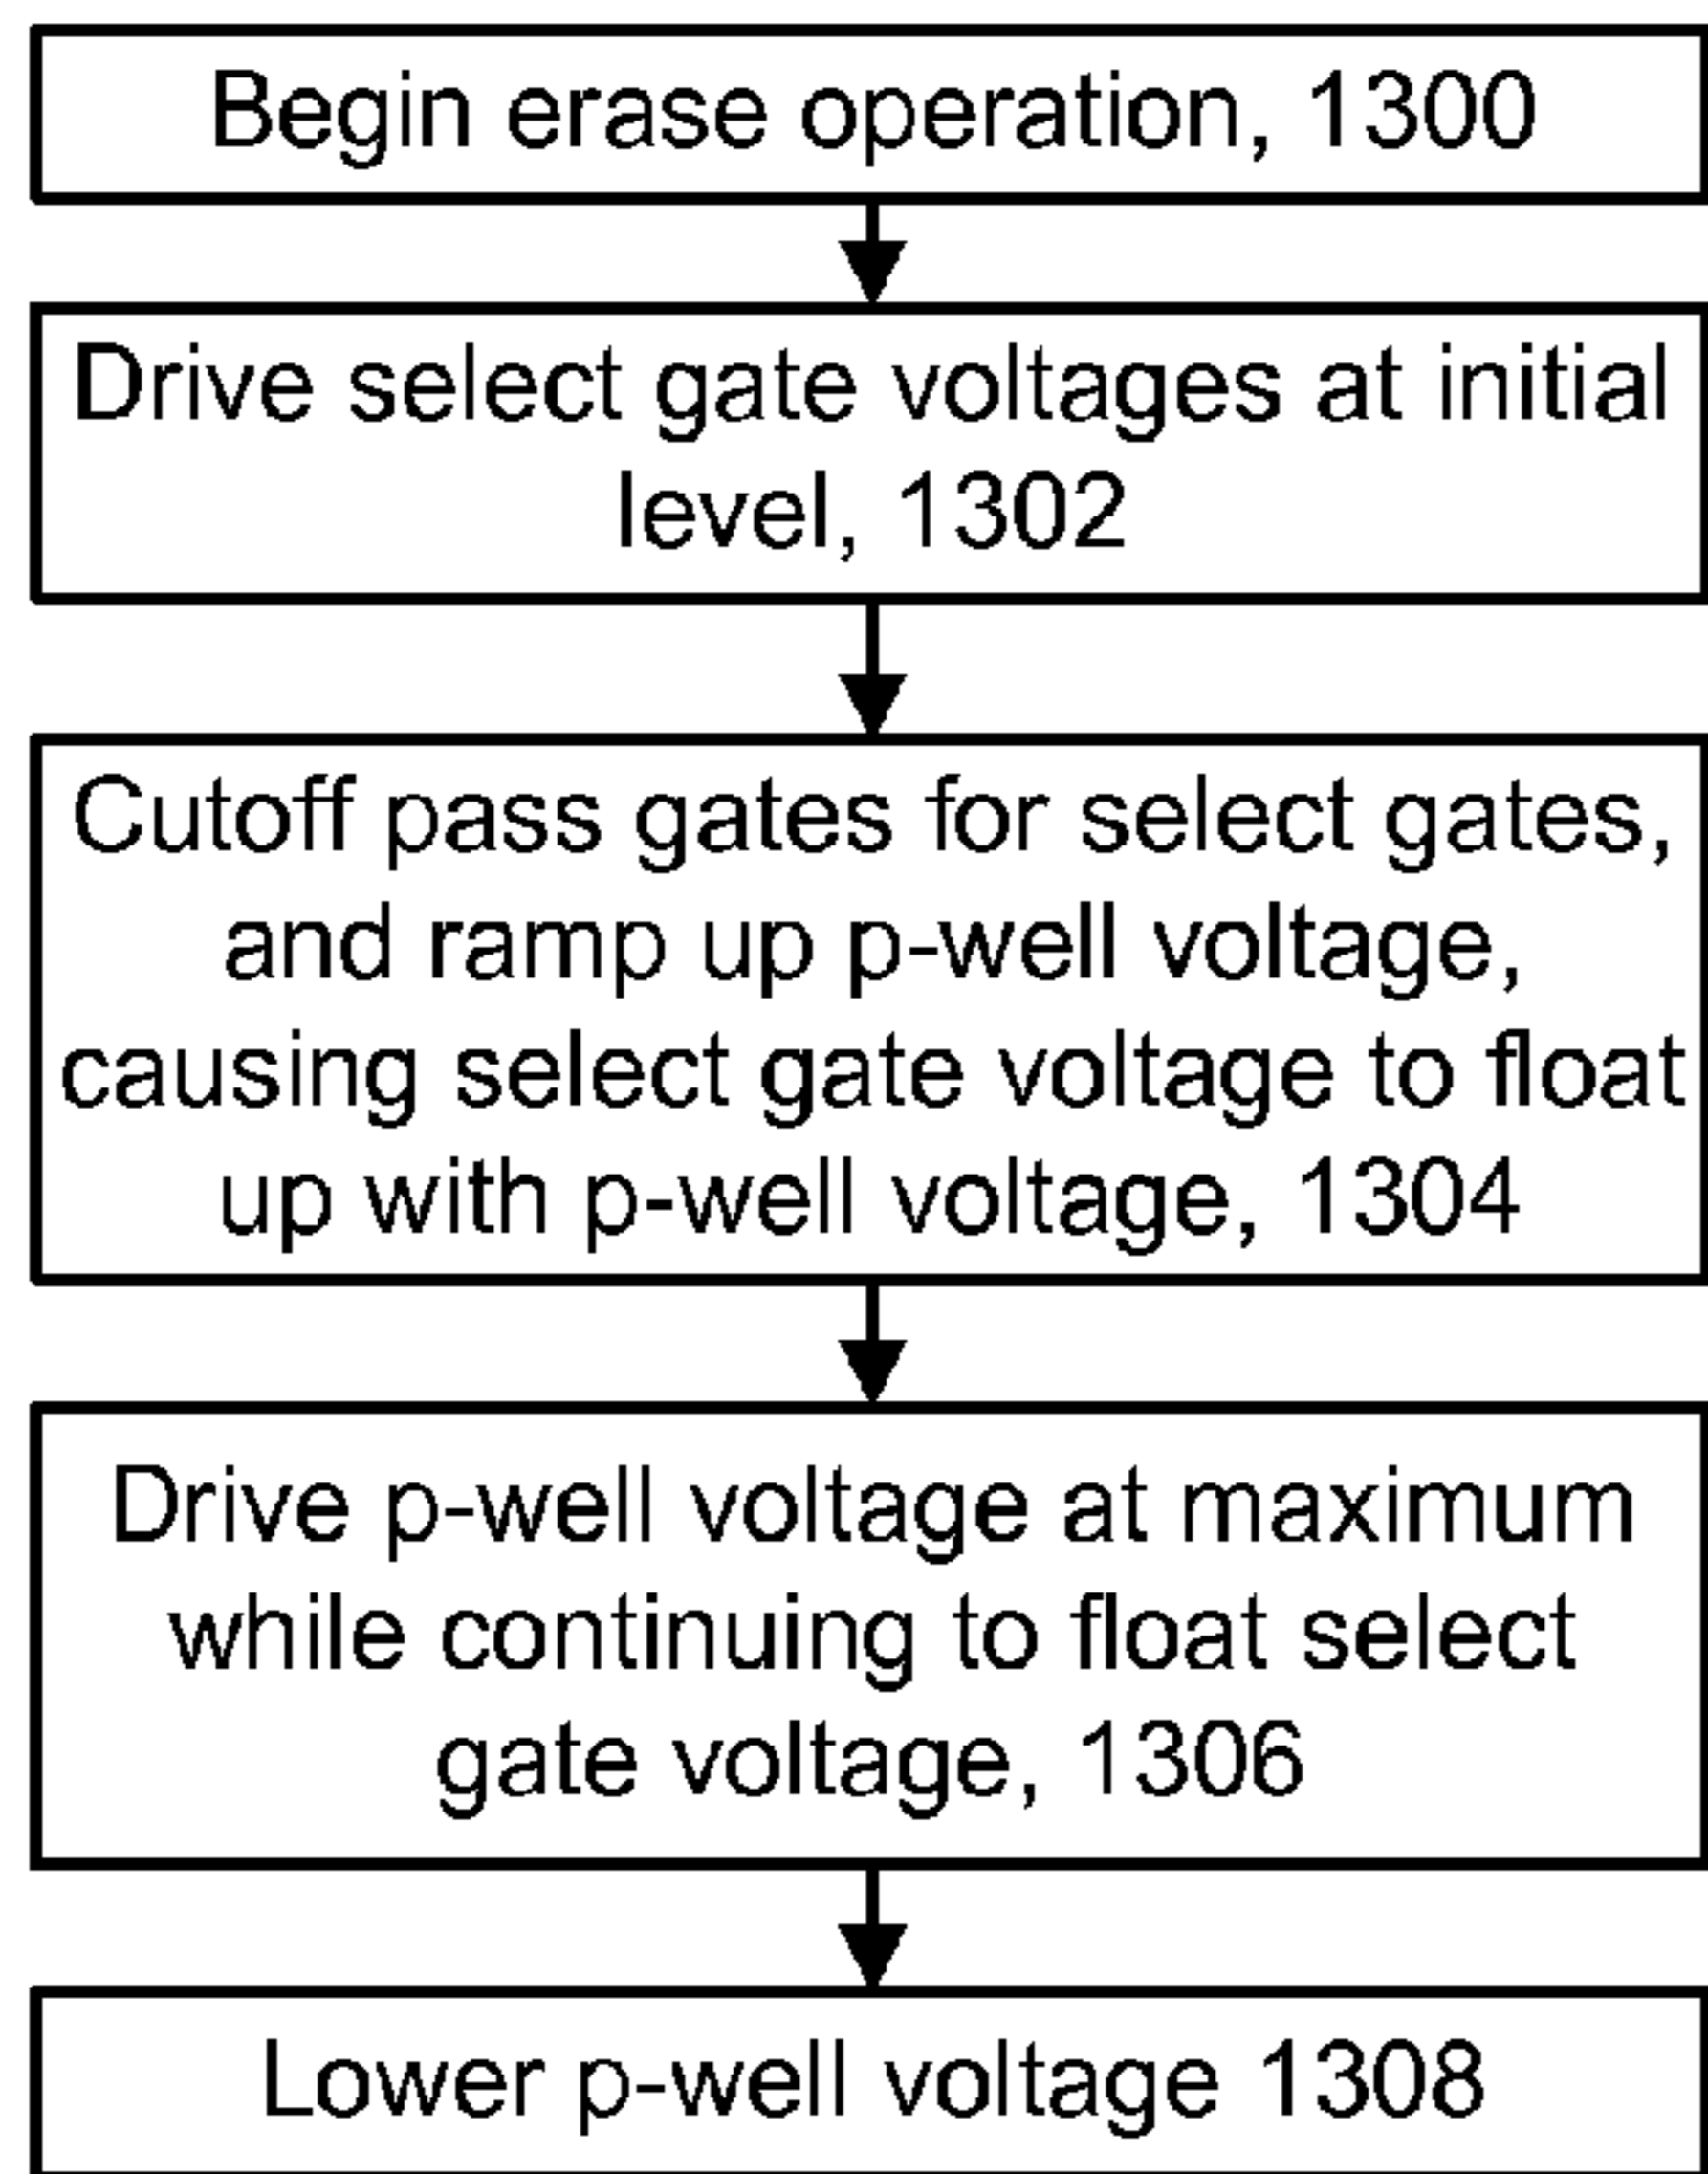 Begin erase operation, 1300
Drive select gate voltages at initial
level, 1302
Cutoff pass gates for select gates,
and ramp up p-well voltage,
causing select gate voltage to float
up with p-well voltage, 1304
Drive p-well voltage at maximum
while continuing to float select
gate voltage, 1306
Lower p-well voltage 1308